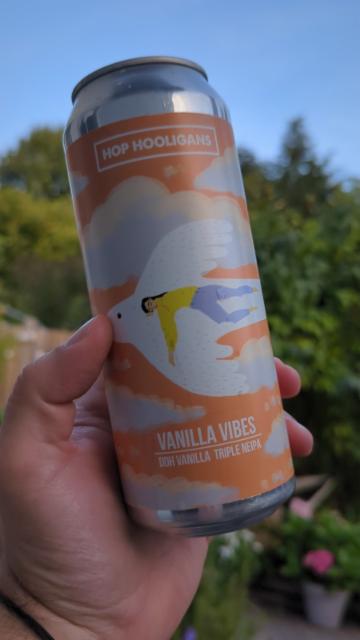 HOP HOOLIGANS
VANILLA VIBES
DDH VANILLA TRIPLE NEIPA